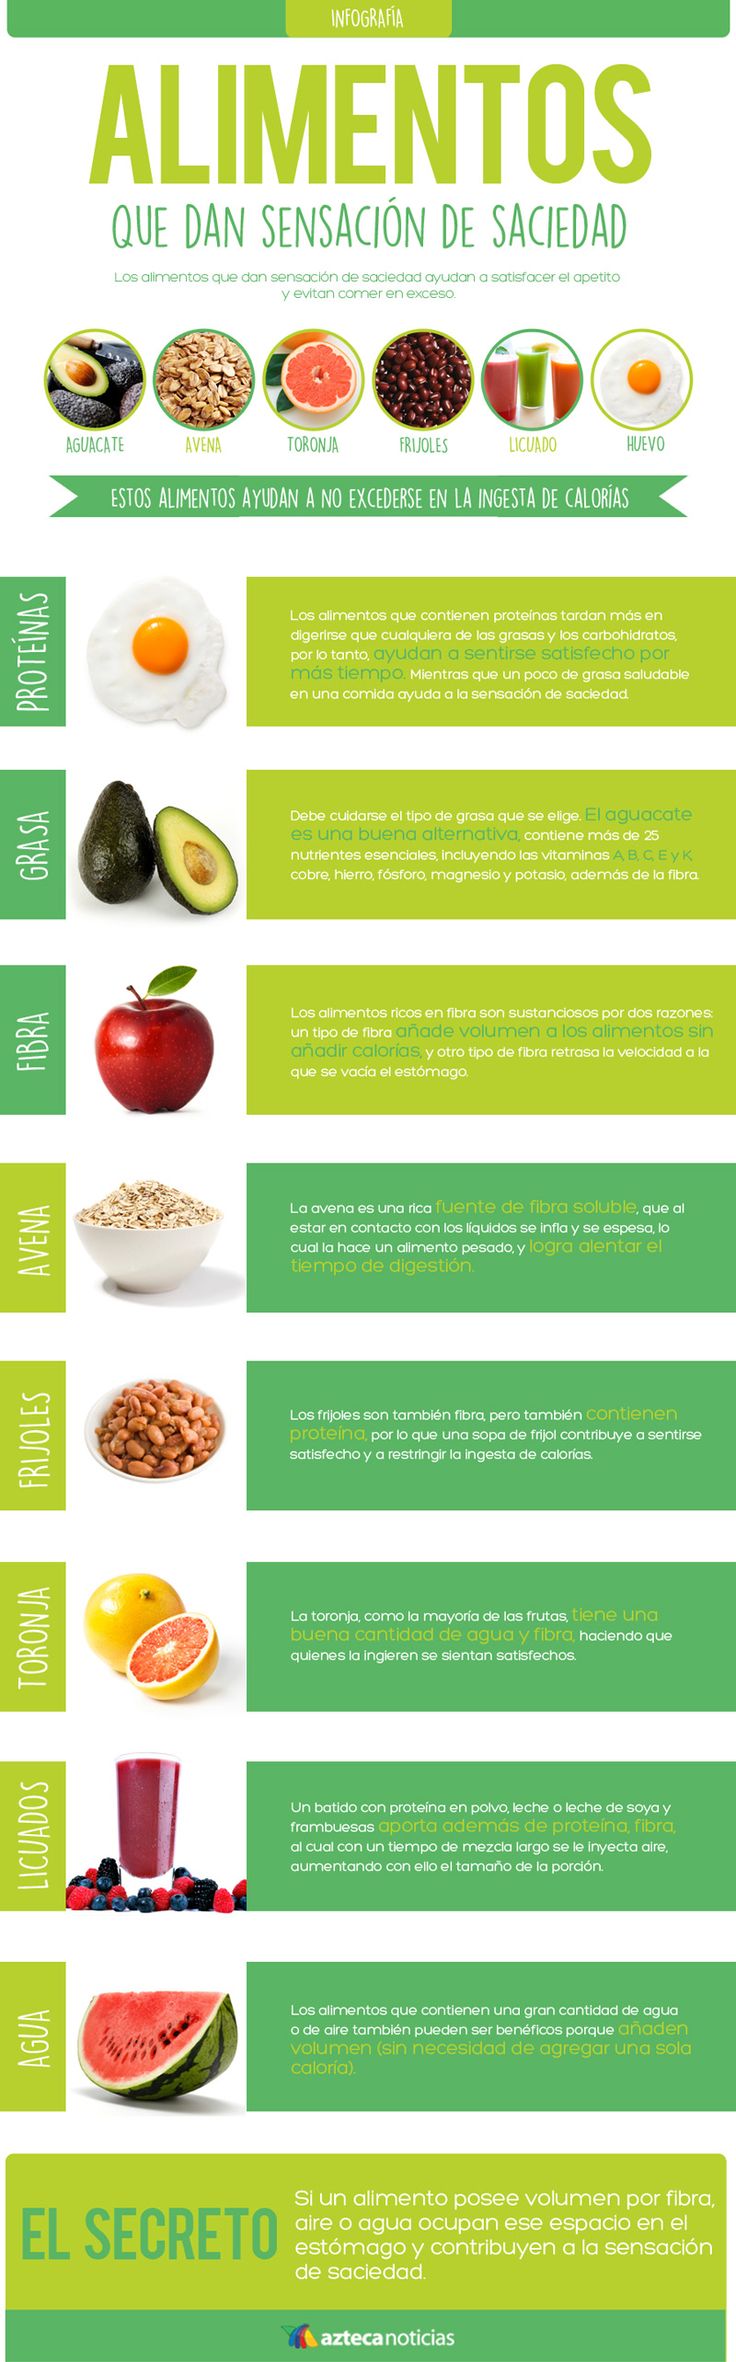 INFOGRAFÍA
ALIMENTOS
QUE DAN SENSACIÓN DE SACIEDAD
Los alimentos que dan sensación de saciedad ayudan a satisfacer el apetito
y evitan comer en exceso.
AGUACATE
AVENA
TORONJA
FRIJOLES
LICUADO
HUEVO
ESTOS ALIMENTOS AYUDAN A NO EXCEDERSE EN LA INGESTA DE CALORÍAS
PROTEÍNAS
Los alimentos que contienen proteínas tardan más en
digerirse que cualquiera de las grasas y los carbohidratos,
por lo tanto, ayudan a sentirse satisfecho por
más tiempo. Mientras que un poco de grasa saludable
en una comida ayuda a la sensación de saciedad.
GRASA
Debe cuidarse el tipo de grasa que se elige. El aguacate
es una buena alternativa, contiene más de 25
nutrientes esenciales, incluyendo las vitaminas A, B, C, E y K,
cobre, hierro, fósforo, magnesio y potasio, además de la fibra.
FIBRA
Los alimentos ricos en fibra son sustanciosos por dos razones:
un tipo de fibra añade volumen a los alimentos sin
añadir calorías, y otro tipo de fibra retrasa la velocidad a la
que se vacía el estómago.
AVENA
La avena es una rica fuente de fibra soluble, que al
estar en contacto con los líquidos se infla y se espesa, lo
cual la hace un alimento pesado, y logra alentar el
tiempo de digestión.
FRIJOLES
Los frijoles son también fibra, pero también contienen
proteína, por lo que una sopa de frijol contribuye a sentirse
satisfecho y a restringir la ingesta de calorías.
TORONJA
La toronja, como la mayoría de las frutas, tiene una
buena cantidad de agua y fibra, haciendo que
quienes la ingieren se sientan satisfechos.
LICUADOS
Un batido con proteína en polvo, leche o leche de soya y
frambuesas aporta además de proteína, fibra,
al cual con un tiempo de mezcla largo se le inyecta aire,
aumentando con ello el tamaño de la porción.
AGUA
Los alimentos que contienen una gran cantidad de agua
o de aire también pueden ser benéficos porque añaden
volumen (sin necesidad de agregar una sola
caloría).
EL SECRETO
Si un alimento posee volumen por fibra,
aire o agua ocupan ese espacio en el
estómago y contribuyen a la sensación
de saciedad.
azteca noticias